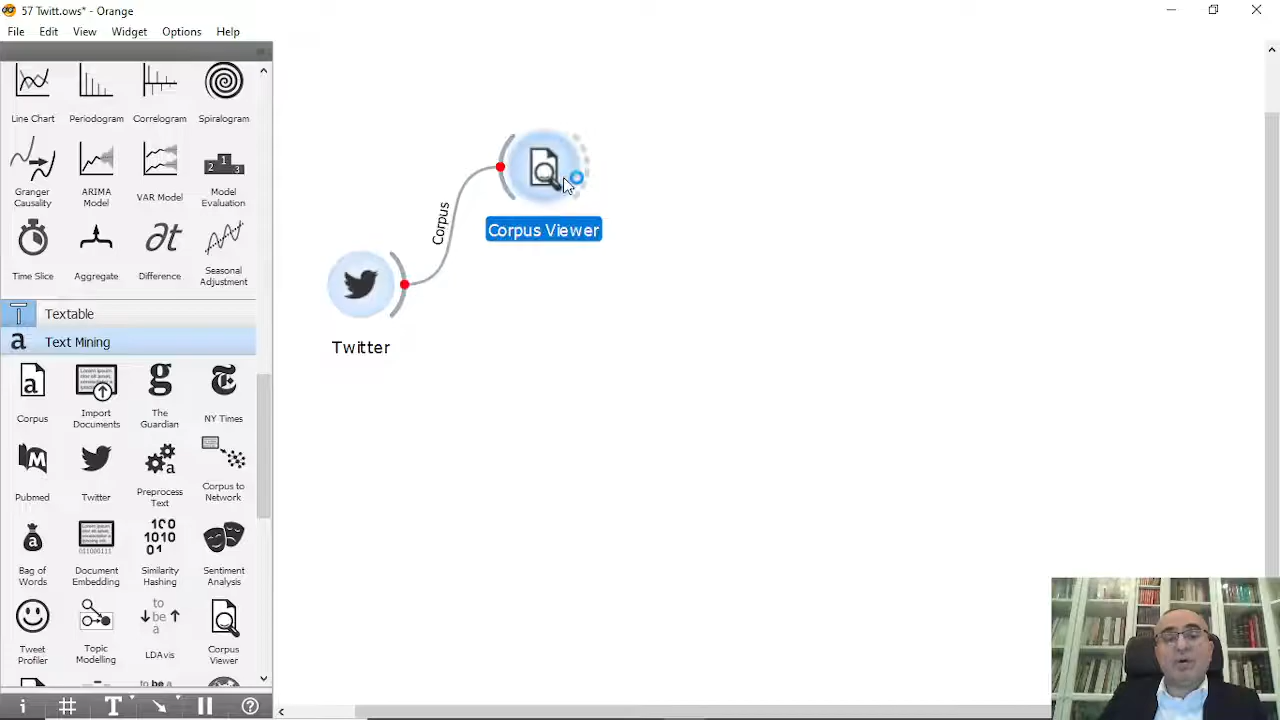 57 Twitt.ows* - Orange
File Edit View Widget Options Help
Line Chart Periodogram Correlogram Spiralogram
Granger Causality
ARIMA Model
VAR Model
Model Evaluation
1 2 3
Time Slice Aggregate Difference
Seasonal Adjustment
∂t
Textable
a Text Mining
Corpus
Import Documents
The Guardian
NY Times
Pubmed
Twitter
Preprocess Text
Corpus to Network
Bag of Words
Document Embedding
Similarity Hashing
Sentiment Analysis
Tweet Profiler
Topic Modelling
LDAvis
Corpus Viewer
Corpus
Corpus Viewer
Twitter